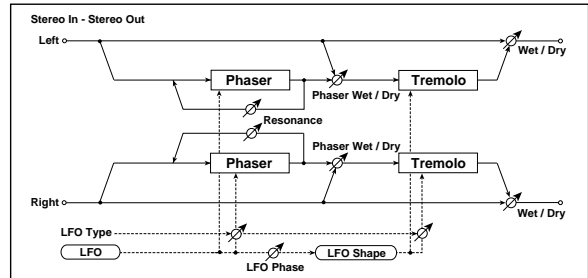 Stereo In - Stereo Out
Left
Wet / Dry
Phaser
Tremolo
Phaser Wet / Dry
Resonance
Phaser Wet / Dry
Phaser
Tremolo
Right
Wet / Dry
LFO Type
LFO
LFO Shape
LFO Phase